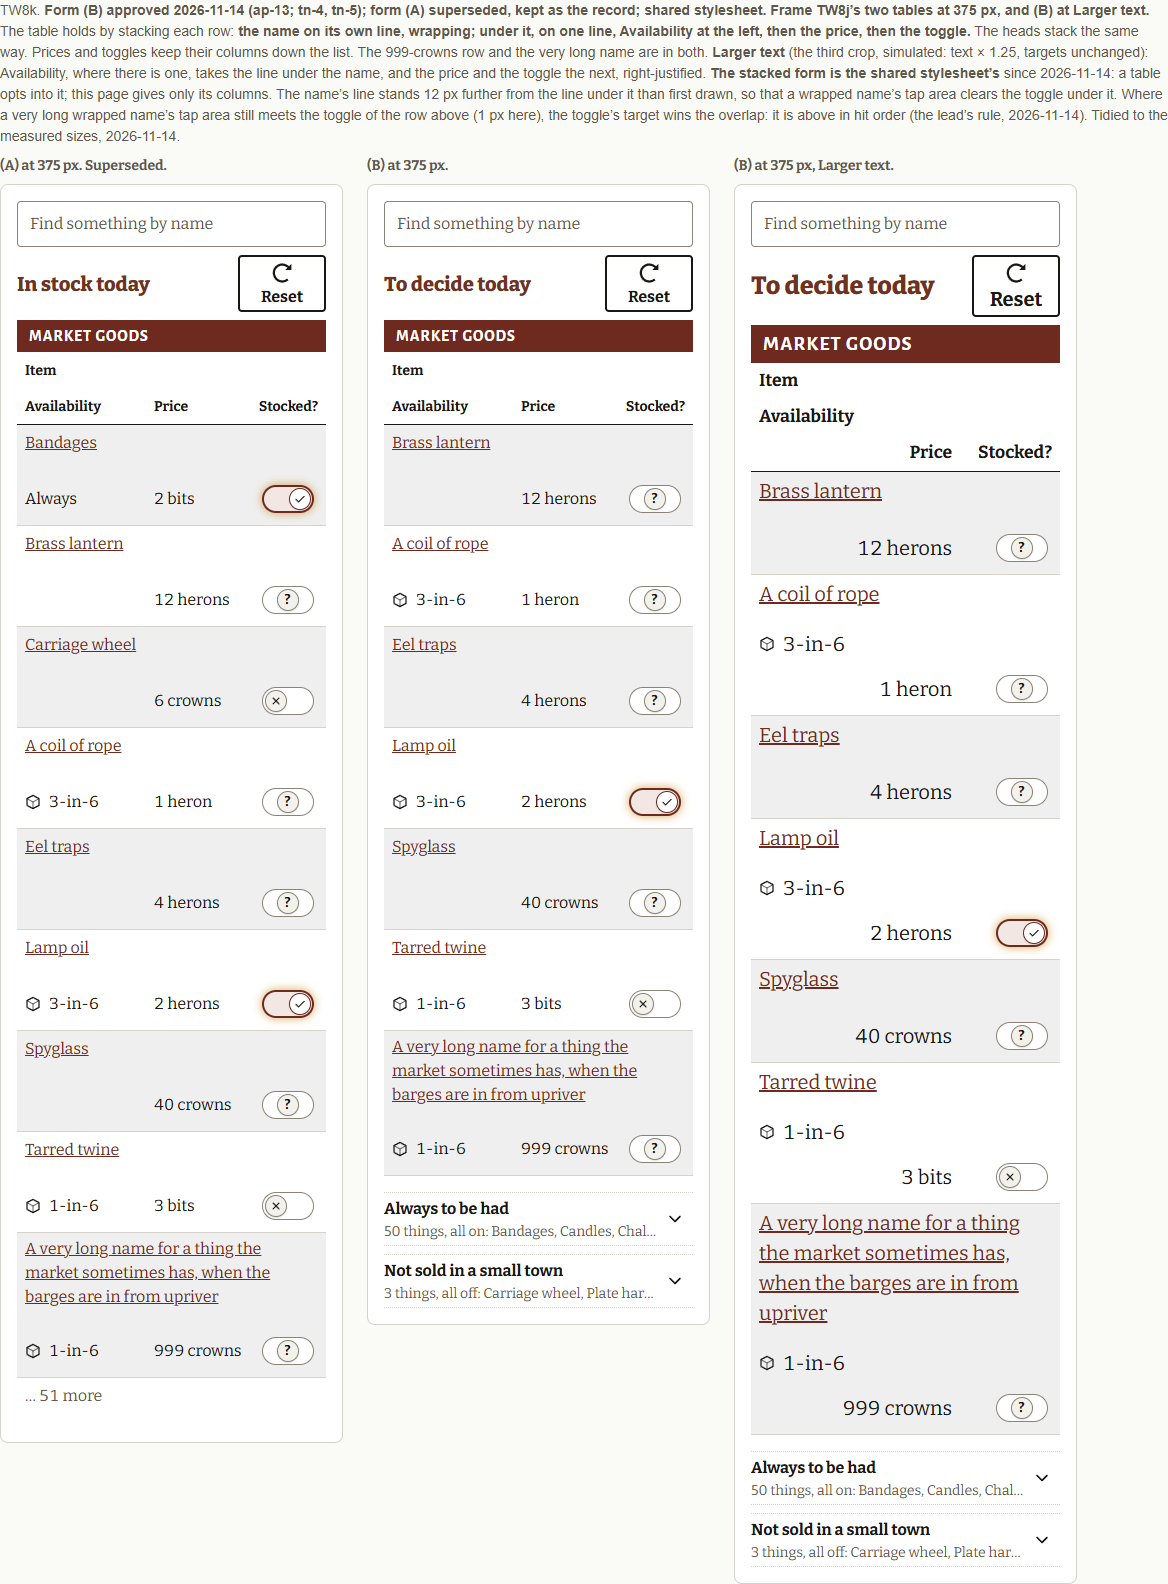 TW8k. Form (B) approved 2026-11-14 (ap-13; tn-4, tn-5); form (A) superseded, kept as the record; shared stylesheet. Frame TW8j's two tables at 375 px, and (B) at Larger text.
The table holds by stacking each row: the name on its own line, wrapping; under it, on one line, Availability at the left, then the price, then the toggle. The heads stack the same
way. Prices and toggles keep their columns down the list. The 999-crowns row and the very long name are in both. Larger text (the third crop, simulated: text × 1.25, targets unchanged):
Availability, where there is one, takes the line under the name, and the price and the toggle the next, right-justified. The stacked form is the shared stylesheet's since 2026-11-14: a table
opts into it; this page gives only its columns. The name's line stands 12 px further from the line under it than first drawn, so that a wrapped name's tap area clears the toggle under it. Where
a very long wrapped name's tap area still meets the toggle of the row above (1 px here), the toggle's target wins the overlap: it is above in hit order (the lead's rule, 2026-11-14). Tidied to the
measured sizes, 2026-11-14.
(A) at 375 px. Superseded.
Find something by name
In stock today
Reset
MARKET GOODS
Item
Availability Price Stocked?
Bandages
Always 2 bits
Brass lantern
12 herons ?
Carriage wheel
6 crowns
A coil of rope
3-in-6 1 heron ?
Eel traps
4 herons ?
Lamp oil
3-in-6 2 herons
Spyglass
40 crowns ?
Tarred twine
1-in-6 3 bits
A very long name for a thing the
market sometimes has, when the
barges are in from upriver
1-in-6 999 crowns ?
... 51 more
(B) at 375 px.
Find something by name
To decide today
Reset
MARKET GOODS
Item
Availability Price Stocked?
Brass lantern
12 herons ?
A coil of rope
3-in-6 1 heron ?
Eel traps
4 herons ?
Lamp oil
3-in-6 2 herons
Spyglass
40 crowns ?
Tarred twine
1-in-6 3 bits
A very long name for a thing the
market sometimes has, when the
barges are in from upriver
1-in-6 999 crowns ?
Always to be had
50 things, all on: Bandages, Candles, Chal...
Not sold in a small town
3 things, all off: Carriage wheel, Plate har...
(B) at 375 px, Larger text.
Find something by name
To decide today
Reset
MARKET GOODS
Item
Availability
Price Stocked?
Brass lantern
12 herons ?
A coil of rope
3-in-6
1 heron ?
Eel traps
4 herons ?
Lamp oil
3-in-6
2 herons
Spyglass
40 crowns ?
Tarred twine
1-in-6
3 bits
A very long name for a thing
the market sometimes has,
when the barges are in from
upriver
1-in-6
999 crowns ?
Always to be had
50 things, all on: Bandages, Candles, Chal...
Not sold in a small town
3 things, all off: Carriage wheel, Plate har...